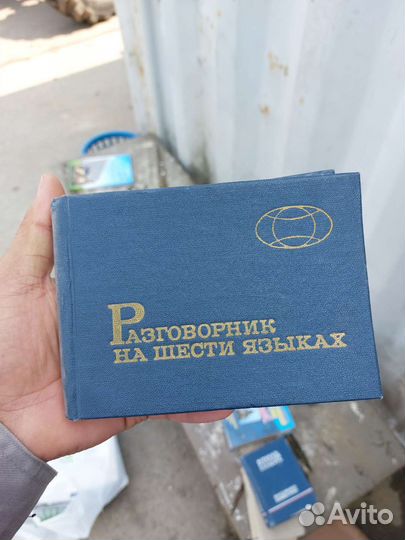 Разговорник
на шести языках
Avito